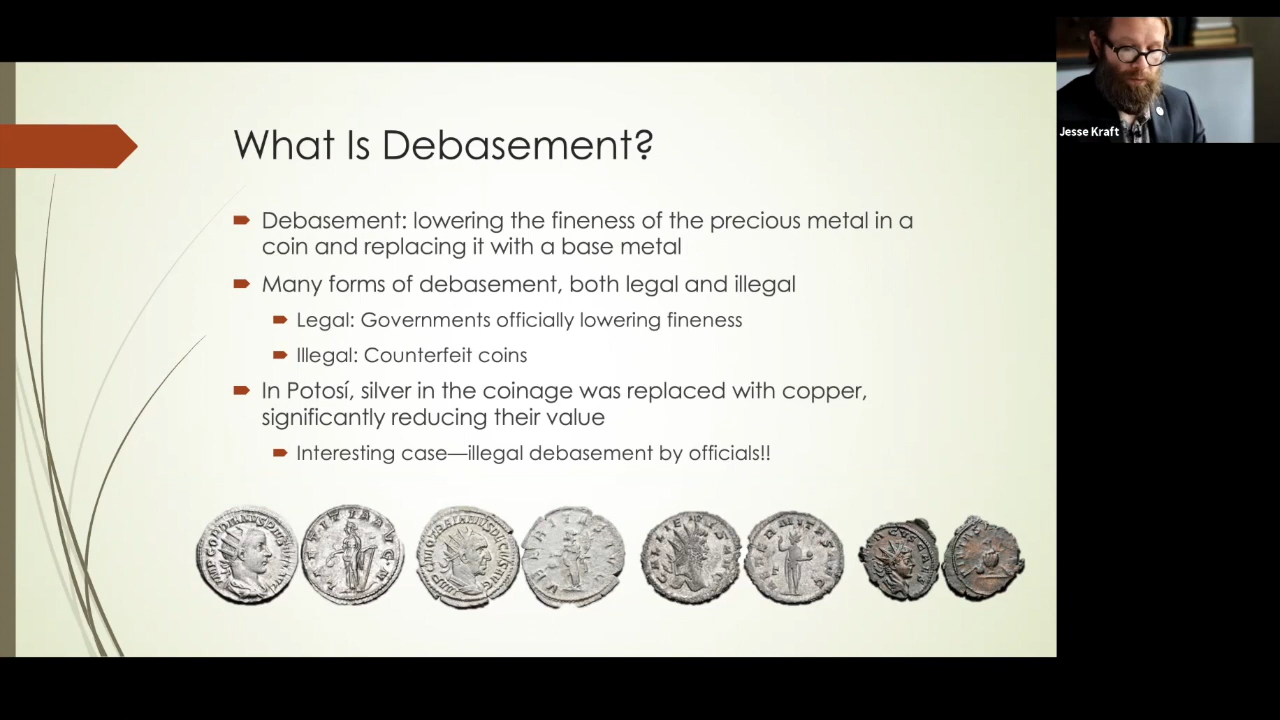 What Is Debasement?
Debasement: lowering the fineness of the precious metal in a
coin and replacing it with a base metal
Many forms of debasement, both legal and illegal
Legal: Governments officially lowering fineness
Illegal: Counterfeit coins
In Potosí, silver in the coinage was replaced with copper,
significantly reducing their value
Interesting case—illegal debasement by officials!!
Jesse Kraft